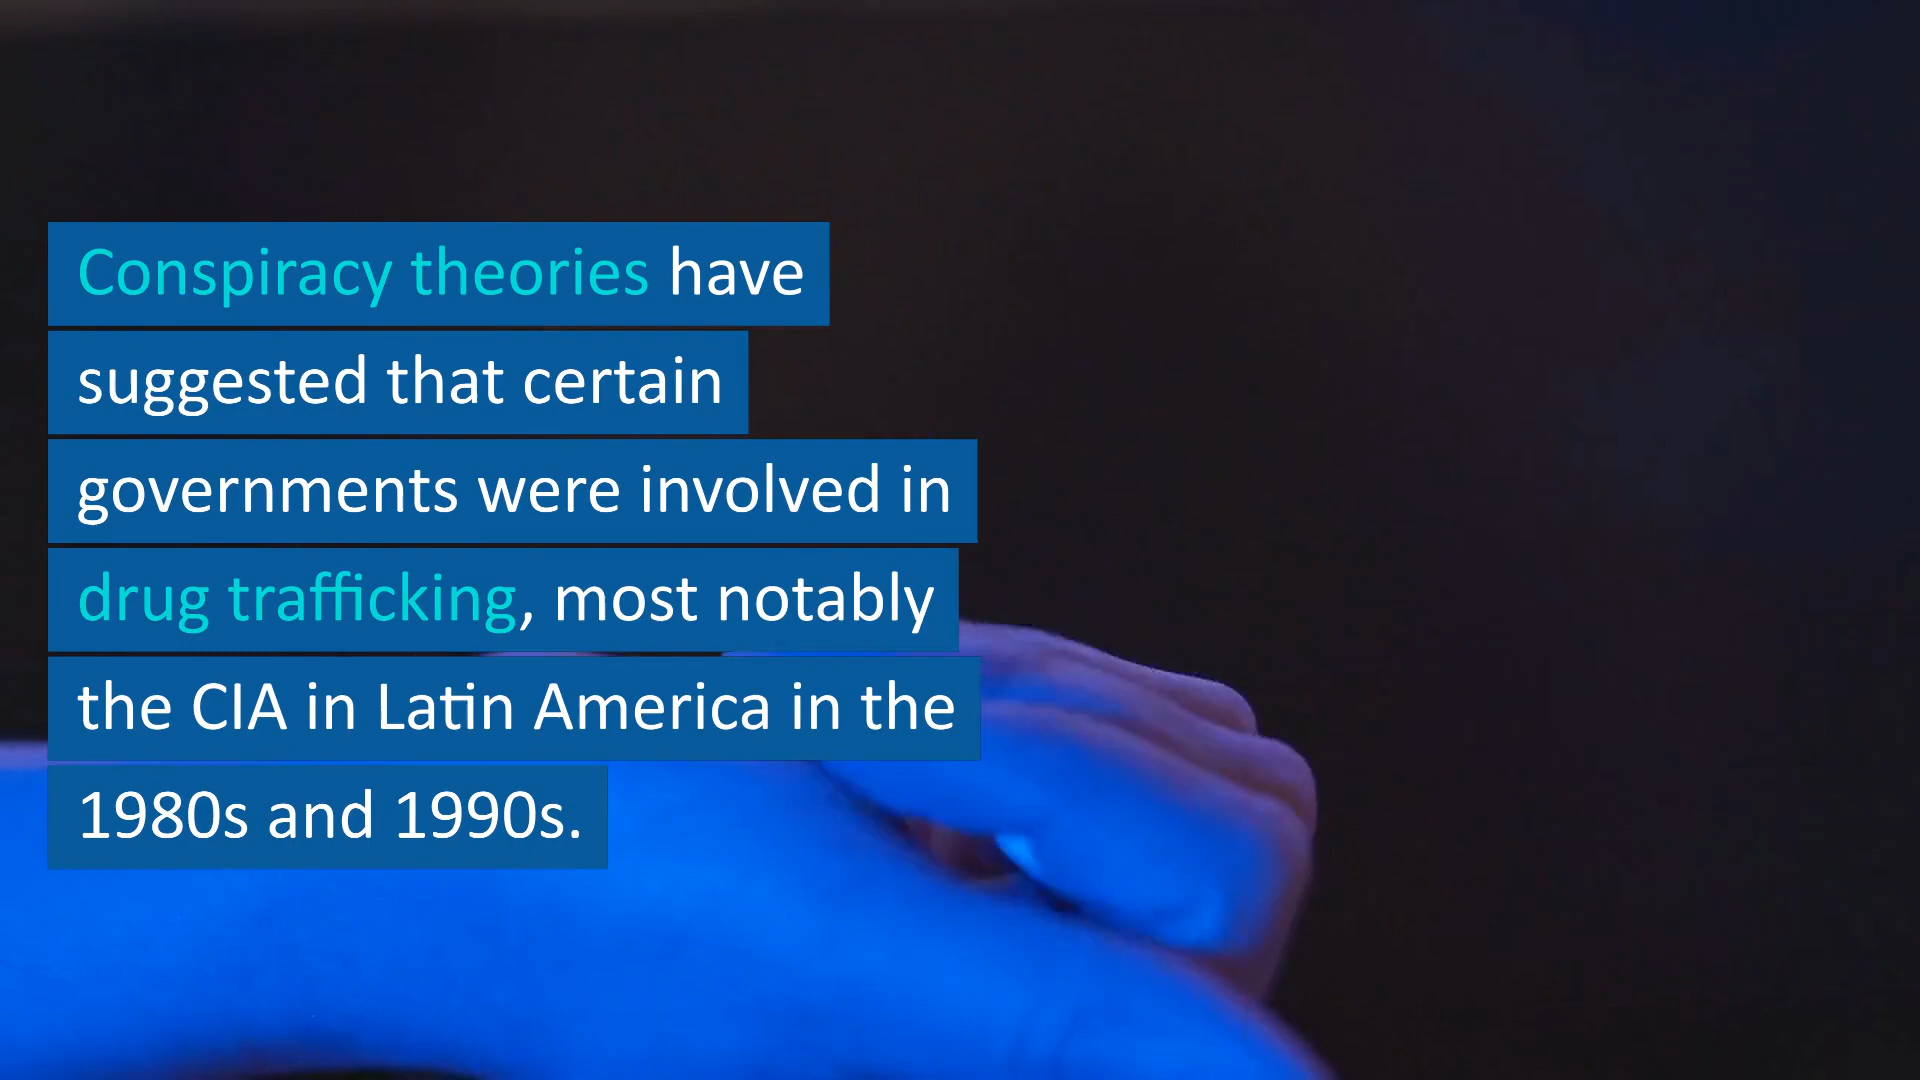 Conspiracy theories have
suggested that certain
governments were involved in
drug trafficking, most notably
the CIA in Latin America in the
1980s and 1990s.